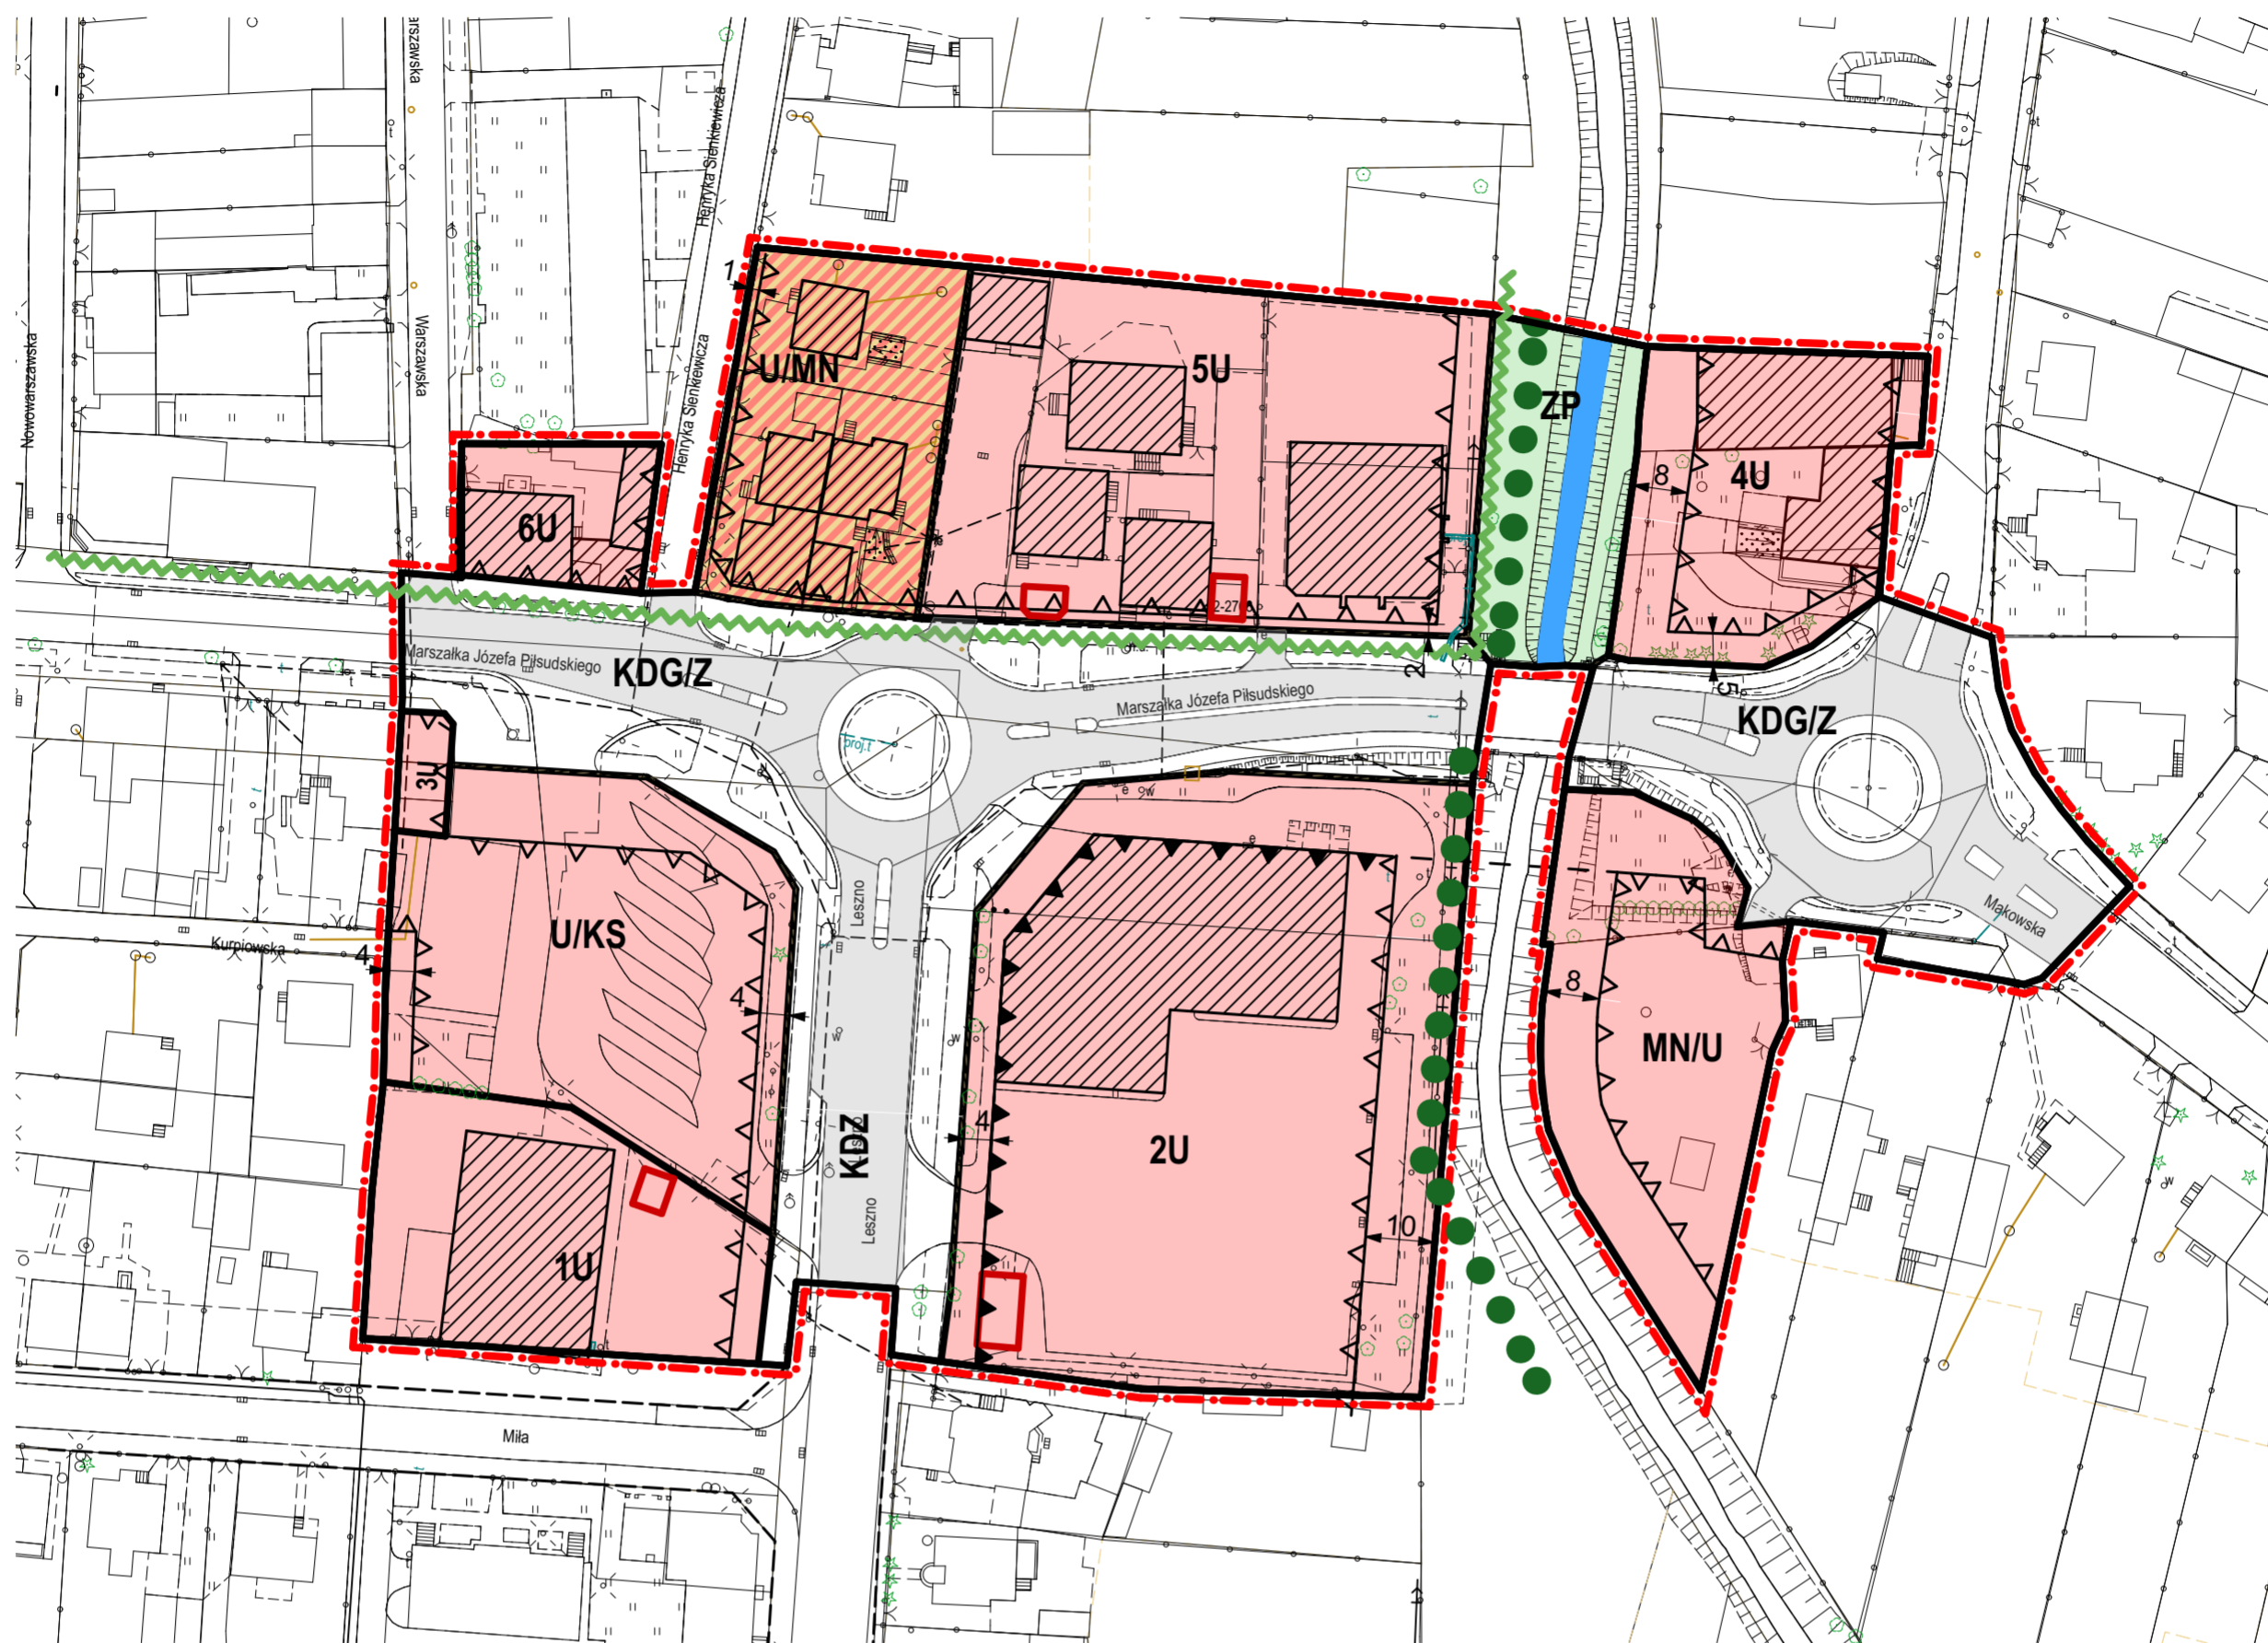 arszawska
Henryka Sienkiewicza
Nowowarszawska
Warszawska
Henryka Sienkiewicza
1
U/MN
5U
ZP
4U
8
6U
2
5
Marszałka Józefa Piłsudskiego
KDG/Z
Marszałka Józefa Piłsudskiego
KDG/Z
proj.t
3U
Leszno
Makowska
U/KS
Kurpiowska
4
4
8
MN/U
KDZ
4
2U
Leszno
10
1U
Miła